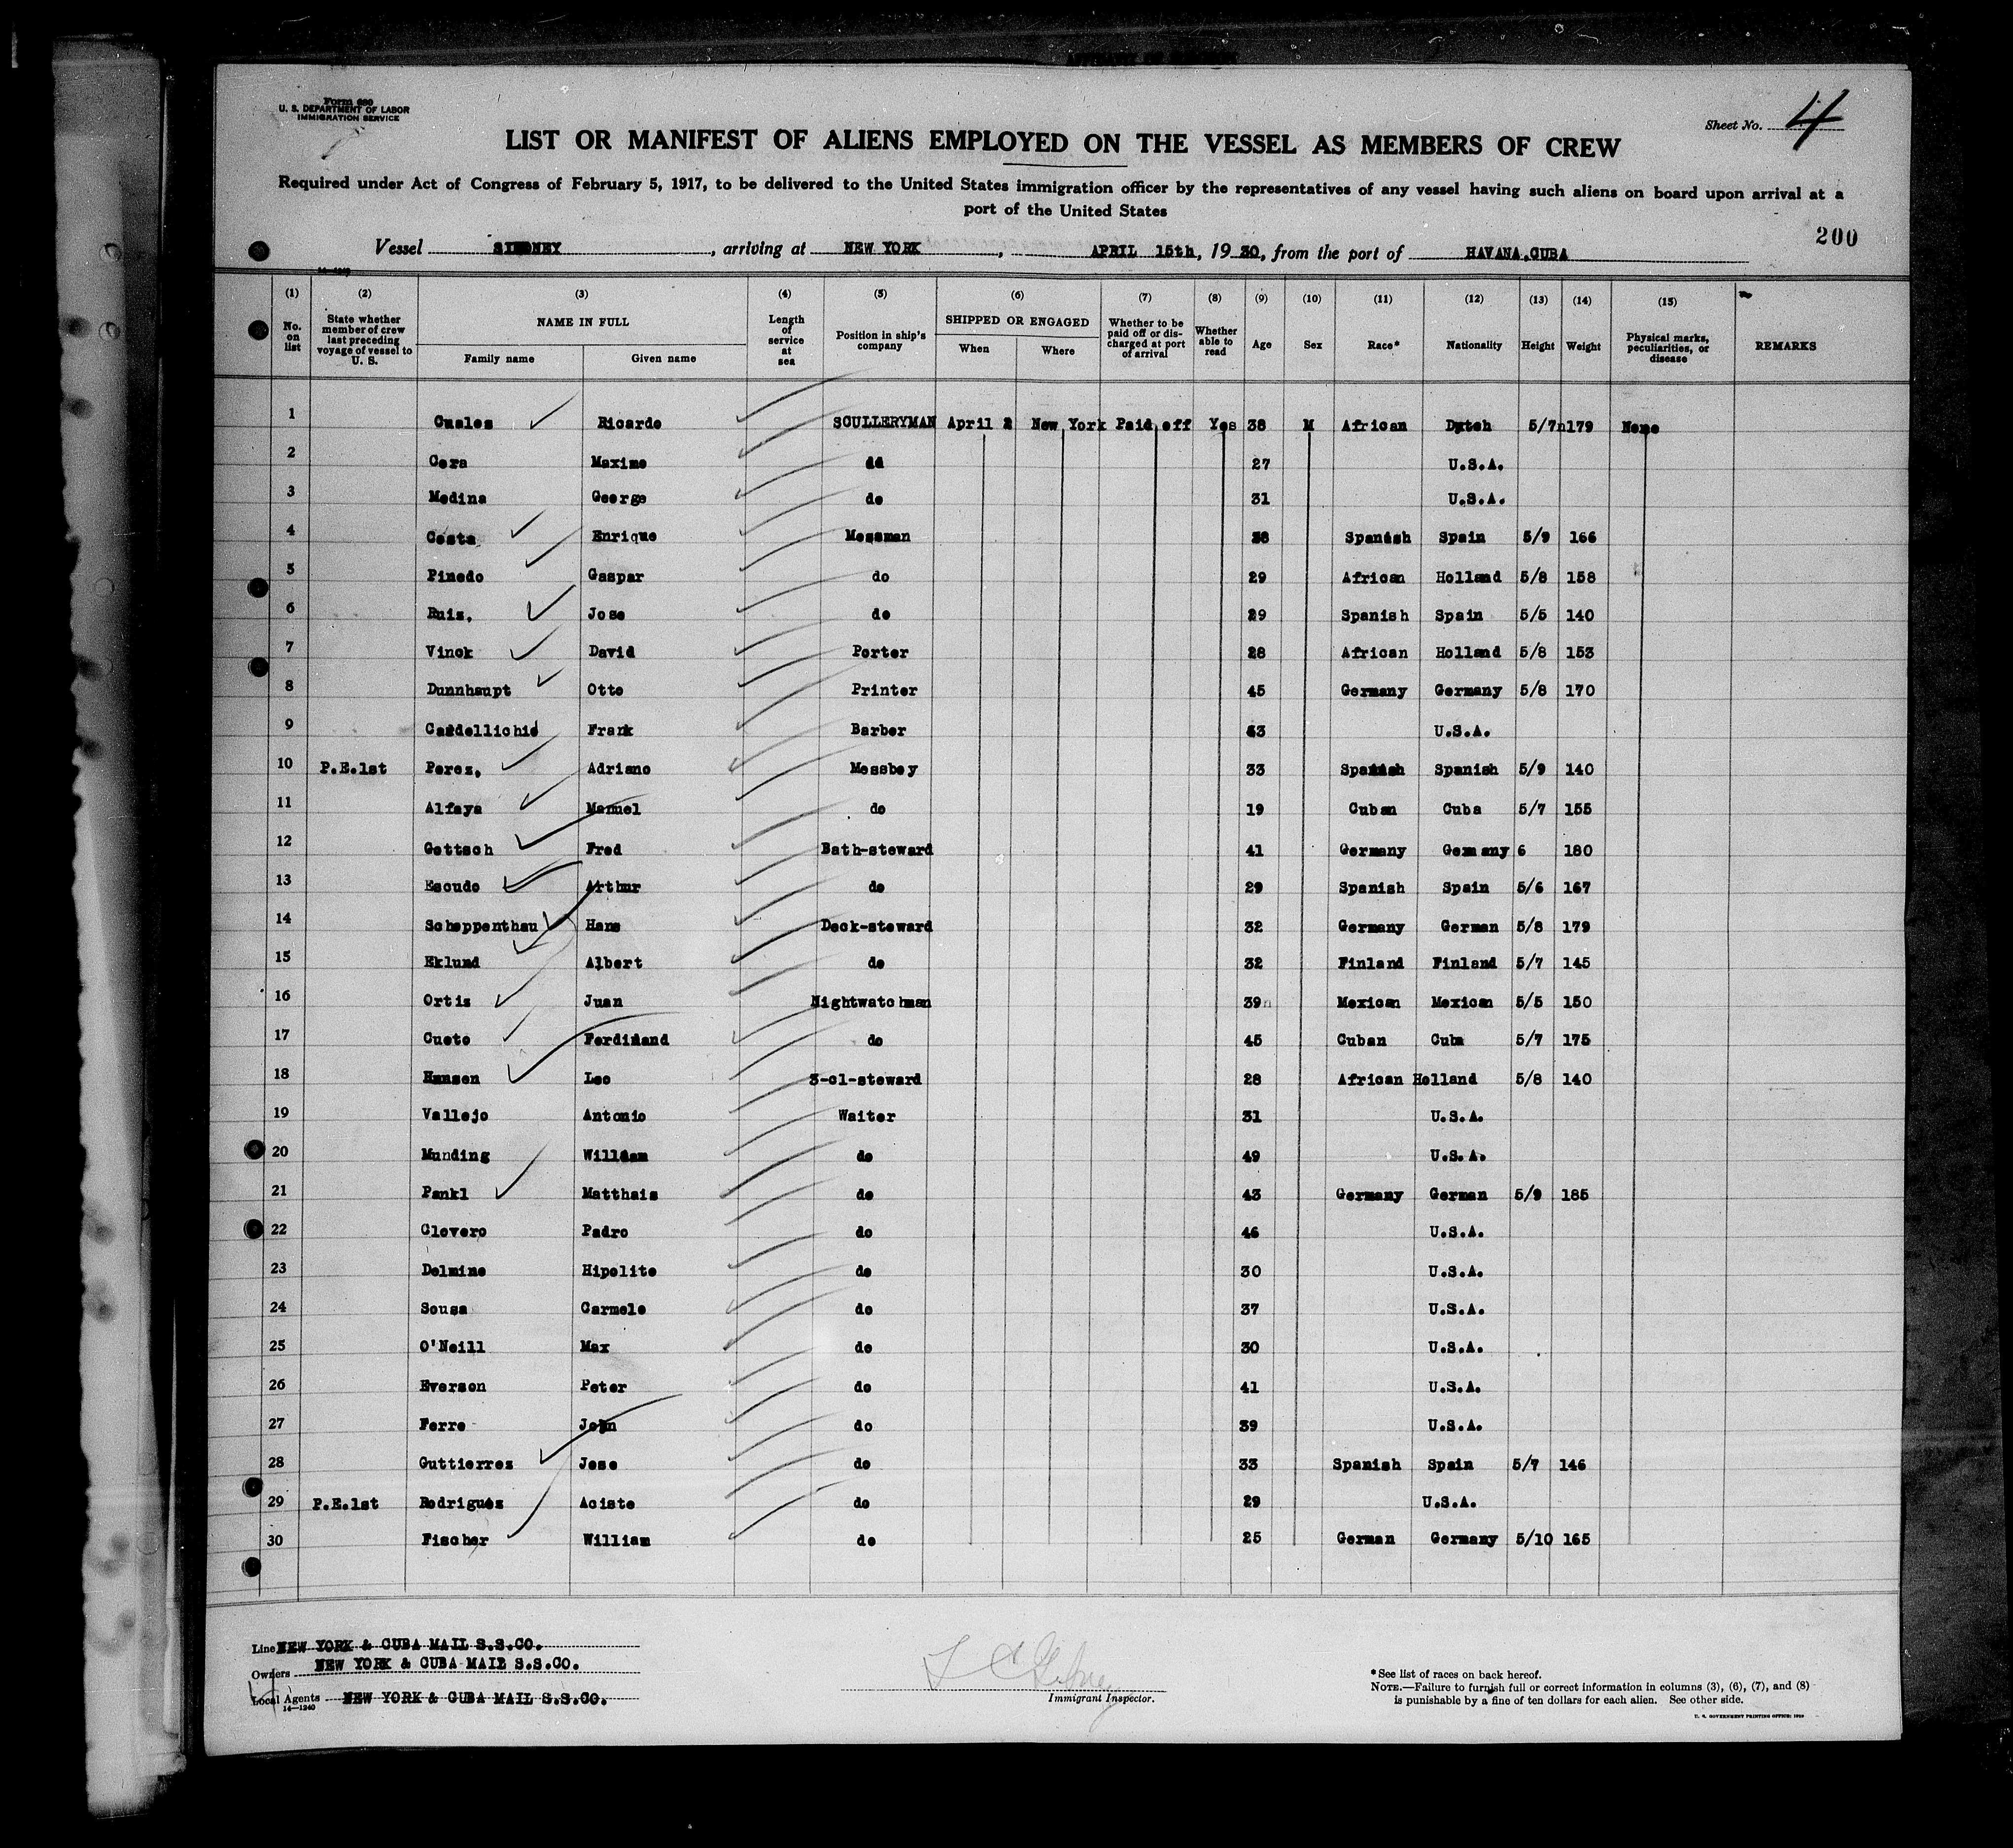 Form 680
U. S. DEPARTMENT OF LABOR
IMMIGRATION SERVICE
Sheet No. 4
LIST OR MANIFEST OF ALIENS EMPLOYED ON THE VESSEL AS MEMBERS OF CREW
Required under Act of Congress of February 5, 1917, to be delivered to the United States immigration officer by the representatives of any vessel having such aliens on board upon arrival at a
port of the United States
200
Vessel , arriving at NEW YORK, APRIL 15th, 1930, from the port of HAVANA,CUBA
(1) (2) (3) (4) (5) (6) (7) (8) (9) (10) (11) (12) (13) (14) (15)
No. on list State whether member of crew last preceding voyage of vessel to U. S. NAME IN FULL Family name Given name Length of service at sea Position in ship's company SHIPPED OR ENGAGED When Where Whether to be paid off or discharged at port of arrival Whether able to read Age Sex Race* Nationality Height Weight Physical marks, peculiarities, or disease REMARKS
1 Cuales Ricardo SCULLERYMAN April 2 New York Paid off Yes 38 M African Dutch 5/7 179 None
2 Cora Maximo do 27 U.S.A.
3 Medina George do 31 U.S.A.
4 Costa Enrique Messman 38 Spanish Spain 5/9 166
5 Pinedo Gaspar do 29 African Holland 5/8 158
6 Ruiz, Jose do 29 Spanish Spain 5/5 140
7 Vinck David Porter 28 African Holland 5/8 153
8 Dunnhaupt Otto Printer 45 Germany Germany 5/8 170
9 Frank Barber 63 U.S.A.
10 P.E.1st Perez, Adriano Messboy 33 Spanish Spanish 5/9 140
11 Alfaya Manuel do 19 Cuban Cuba 5/7 155
12 Gottsch Fred Bath-steward 41 Germany Germany 6 180
13 Escudo Arthur do 29 Spanish Spain 5/6 167
14 Schoppenthau Hans Deck-steward 32 Germany German 5/8 179
15 Eklund Albert do 32 Finland Finland 5/7 145
16 Ortiz Juan Nightwatchman 39 Mexican Mexican 5/5 150
17 Cueto Ferdinand do 45 Cuban Cuba 5/7 175
18 Hansen Leo 3-cl-steward 28 African Holland 5/8 140
19 Vallejo Antonio Waiter 31 U.S.A.
20 Munding William do 49 U.S.A.
21 Pankl Matthais do 43 Germany German 5/9 185
22 Clovero Padro do 46 U.S.A.
23 Delmino Hipolito do 30 U.S.A.
24 Sousa Carmelo do 37 U.S.A.
25 O'Neill Max do 30 U.S.A.
26 Everson Peter do 41 U.S.A.
27 Ferro John do 39 U.S.A.
28 Guttierrez Jose do 33 Spanish Spain 5/7 146
29 P.E.1st Rodriguez Aciste do 29 U.S.A.
30 Fischer William do 25 German Germany 5/10 165
Line NEW YORK & CUBA MAIL S.S.CO.
Owners NEW YORK & CUBA MAIL S.S.CO.
Local Agents NEW YORK & CUBA MAIL S.S.CO.
14—1240
Immigrant Inspector.
*See list of races on back hereof.
NOTE.—Failure to furnish full or correct information in columns (3), (6), (7), and (8)
is punishable by a fine of ten dollars for each alien. See other side.
U. S. GOVERNMENT PRINTING OFFICE: 1929